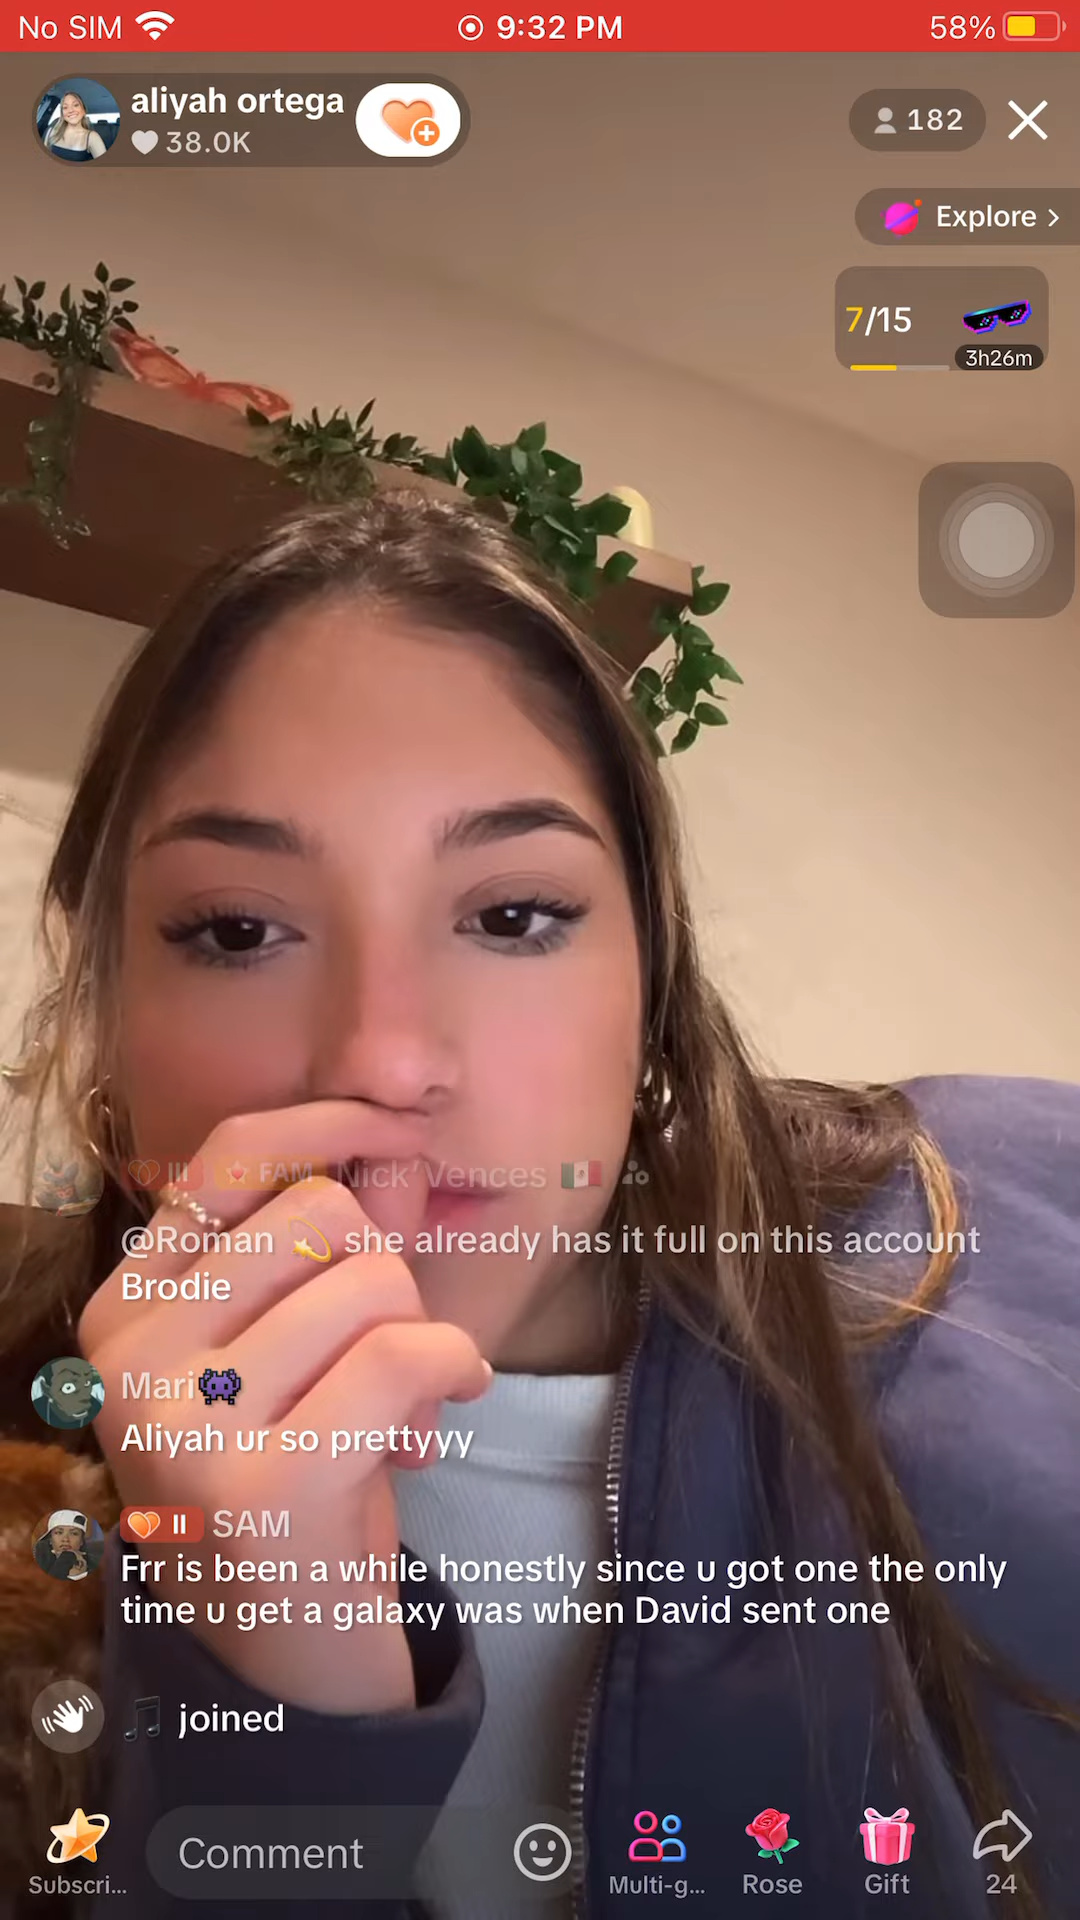 No SIM 9:32 PM 58%
aliyah ortega
38.0K
182
Explore >
7/15
3h26m
III FAM Nick'Vences
@Roman she already has it full on this account
Brodie
Mari
Aliyah ur so prettyyy
II SAM
Frr is been a while honestly since u got one the only
time u get a galaxy was when David sent one
joined
Comment
Subscri... Multi-g... Rose Gift 24